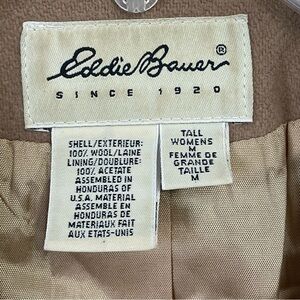 Eddie Bauer®
SINCE 1920
SHELL/EXTERIEUR:
100% WOOL/LAINE
LINING/DOUBLURE:
100% ACETATE
ASSEMBLED IN
HONDURAS OF
U.S.A. MATERIAL
ASSEMBLE EN
HONDURAS DE
MATERIAUX FAIT
AUX ETATS-UNIS
TALL
WOMENS
M
FEMME DE
GRANDE
TAILLE
M